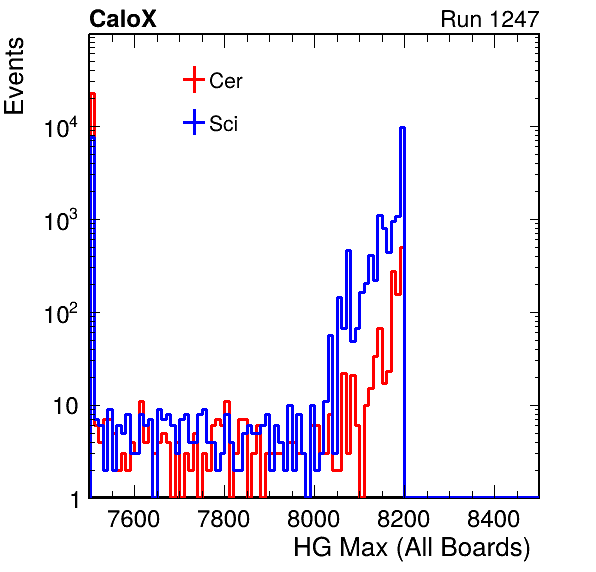 CaloX Run 1247
Events
Cer
Sci
10⁴
10³
10²
10
1
7600 7800 8000 8200 8400
HG Max (All Boards)